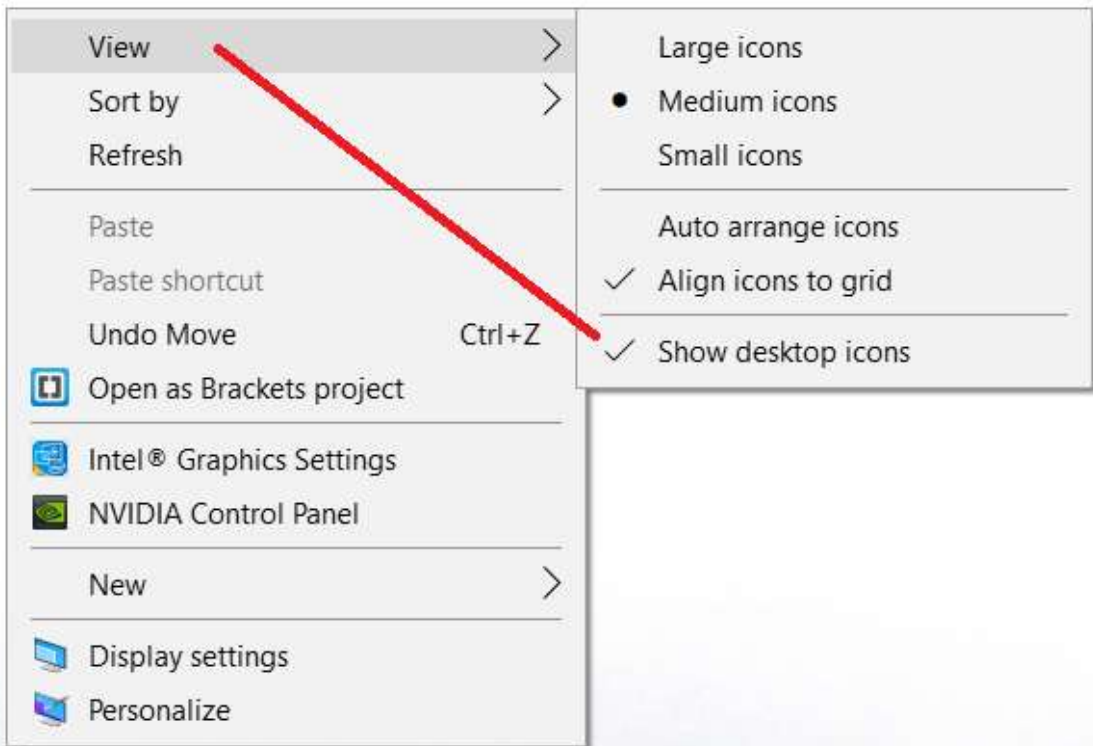 View
Sort by
Refresh
Paste
Paste shortcut
Undo Move Ctrl+Z
Open as Brackets project
Intel® Graphics Settings
NVIDIA Control Panel
New
Display settings
Personalize
Large icons
Medium icons
Small icons
Auto arrange icons
Align icons to grid
Show desktop icons